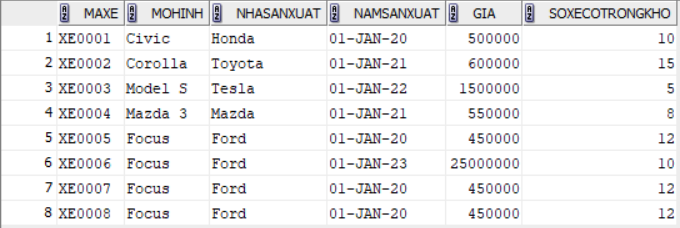 MAXE MOHINH NHASANXUAT NAMSANXUAT GIA SOXECOTRONGKHO
1 XE0001 Civic Honda 01-JAN-20 500000 10
2 XE0002 Corolla Toyota 01-JAN-21 600000 15
3 XE0003 Model S Tesla 01-JAN-22 1500000 5
4 XE0004 Mazda 3 Mazda 01-JAN-21 550000 8
5 XE0005 Focus Ford 01-JAN-20 450000 12
6 XE0006 Focus Ford 01-JAN-23 25000000 10
7 XE0007 Focus Ford 01-JAN-20 450000 12
8 XE0008 Focus Ford 01-JAN-20 450000 12